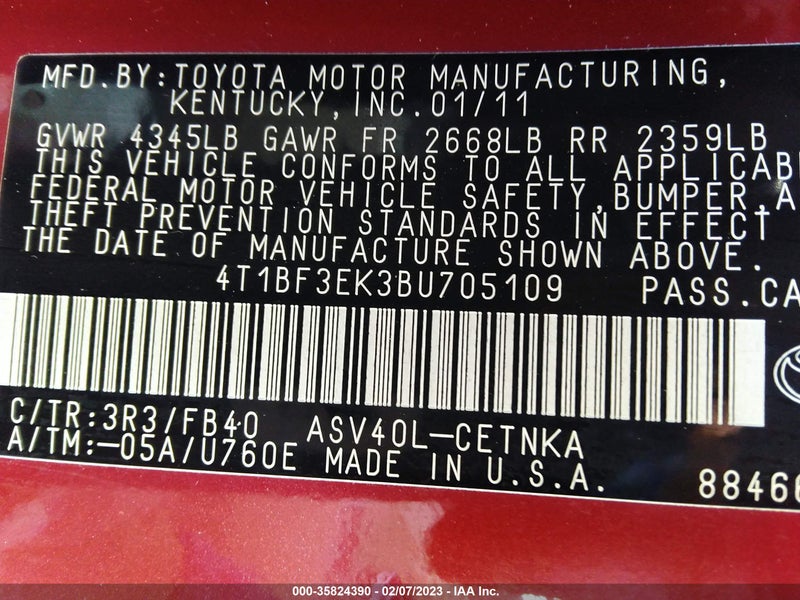 MFD.BY:TOYOTA MOTOR MANUFACTURING,
KENTUCKY,INC.01/11
GVWR 4345LB GAWR FR 2668LB RR 2359LB
THIS VEHICLE CONFORMS TO ALL APPLICAB
FEDERAL MOTOR VEHICLE SAFETY,BUMPER,A
THEFT PREVENTION STANDARDS IN EFFECT
THE DATE OF MANUFACTURE SHOWN ABOVE.
4T1BF3EK3BU705109 PASS.CA
C/TR:3R3/FB40 ASV40L-CETNKA
A/TM:-05A/U760E MADE IN U.S.A.
88466
000-35824390 - 02/07/2023 - IAA Inc.